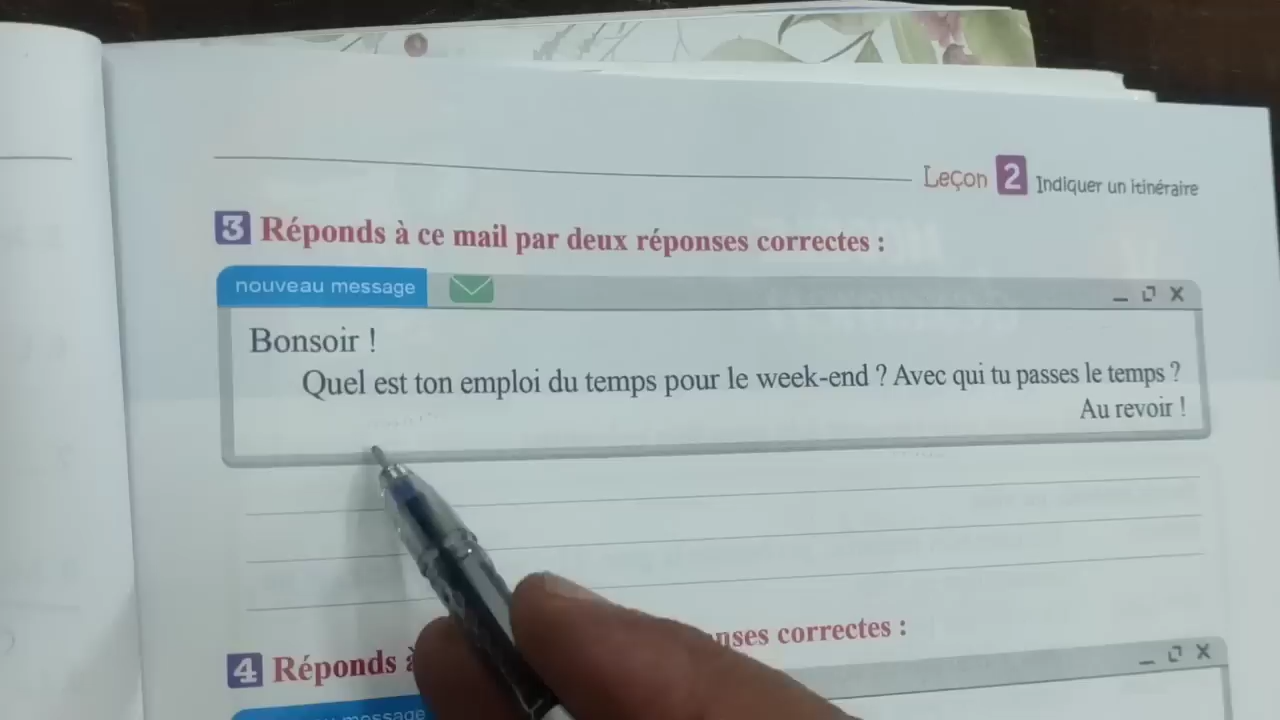 Leçon 2 Indiquer un itinéraire
3 Réponds à ce mail par deux réponses correctes :
nouveau message
Bonsoir !
Quel est ton emploi du temps pour le week-end ? Avec qui tu passes le temps ?
Au revoir !
4 Réponds à nses correctes :
message